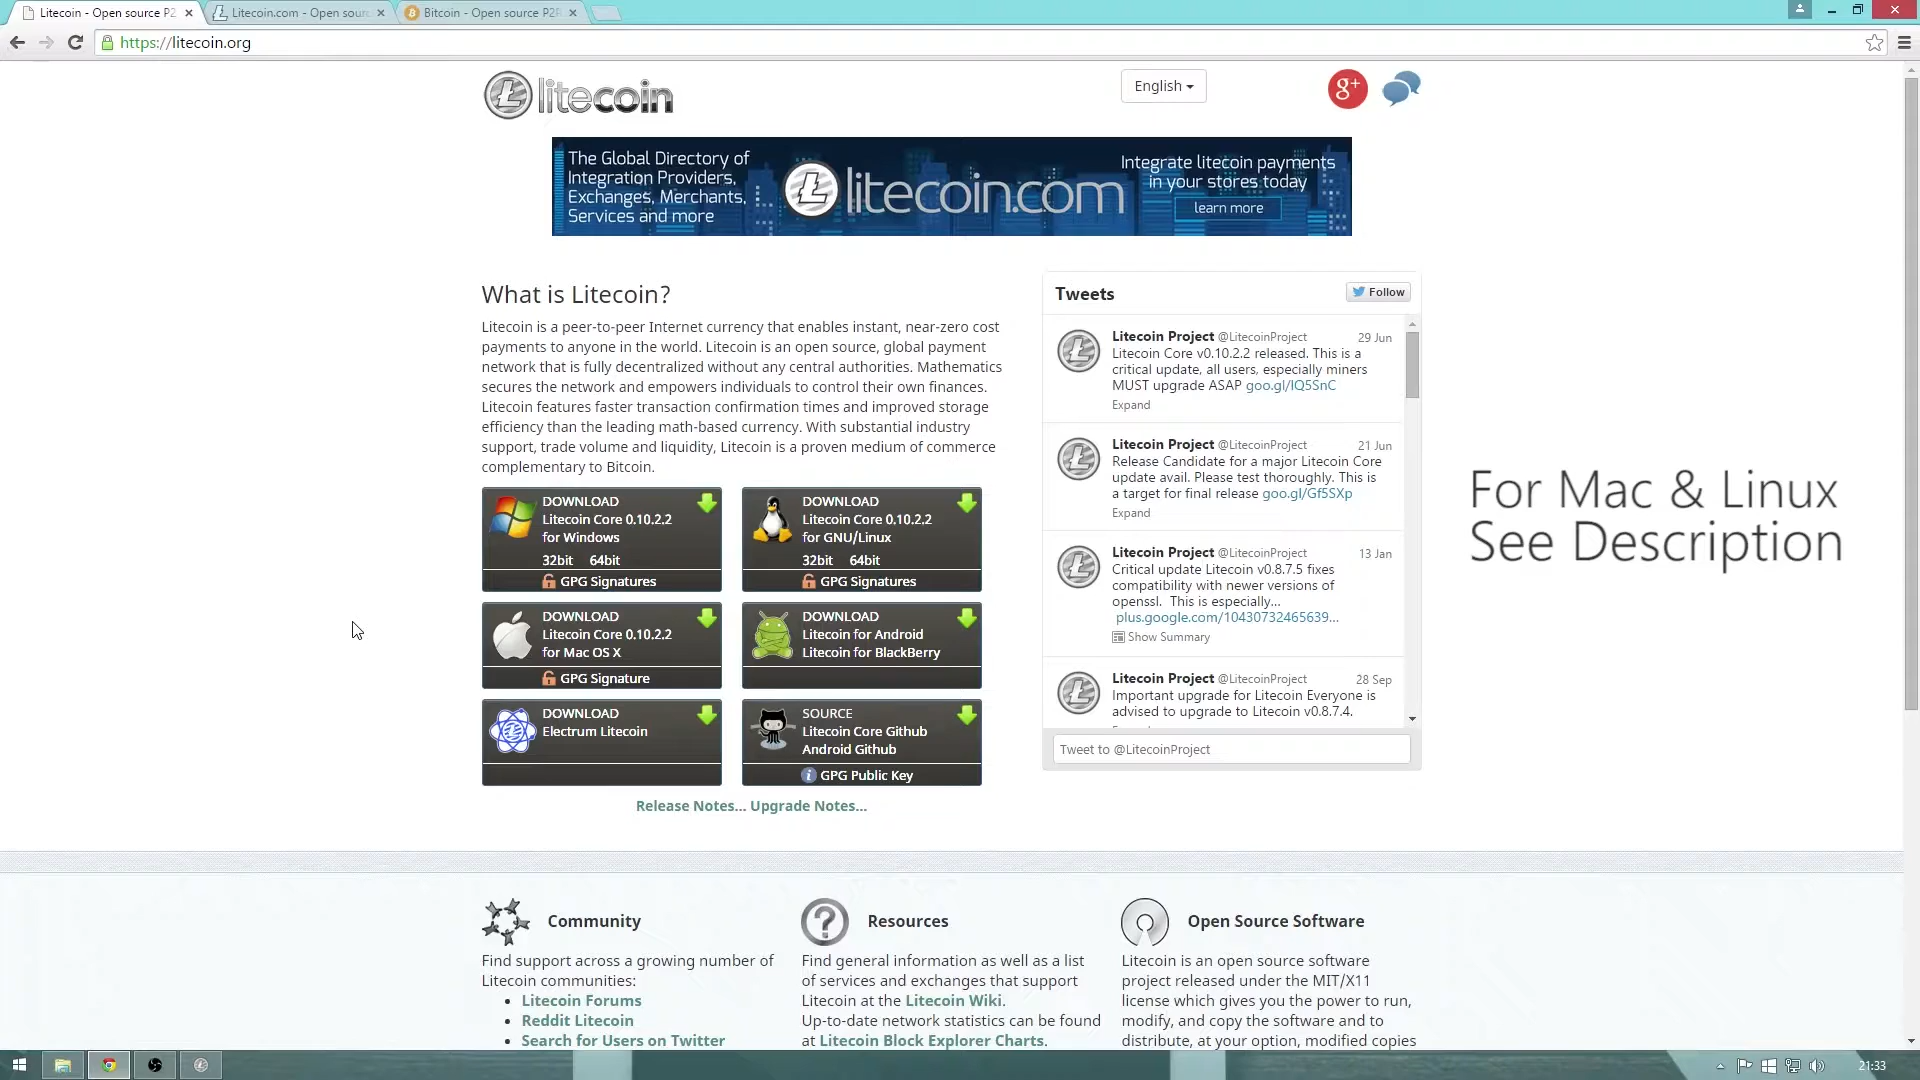 Litecoin - Open source P2
Litecoin.com - Open sour
Bitcoin - Open source P2
https://litecoin.org
litecoin
English
g+
The Global Directory of
Integration Providers,
Exchanges, Merchants,
Services and more
litecoin.com
Integrate litecoin payments
in your stores today
learn more
What is Litecoin?
Litecoin is a peer-to-peer Internet currency that enables instant, near-zero cost
payments to anyone in the world. Litecoin is an open source, global payment
network that is fully decentralized without any central authorities. Mathematics
secures the network and empowers individuals to control their own finances.
Litecoin features faster transaction confirmation times and improved storage
efficiency than the leading math-based currency. With substantial industry
support, trade volume and liquidity, Litecoin is a proven medium of commerce
complementary to Bitcoin.
DOWNLOAD
Litecoin Core 0.10.2.2
for Windows
32bit 64bit
GPG Signatures
DOWNLOAD
Litecoin Core 0.10.2.2
for GNU/Linux
32bit 64bit
GPG Signatures
DOWNLOAD
Litecoin Core 0.10.2.2
for Mac OS X
GPG Signature
DOWNLOAD
Litecoin for Android
Litecoin for BlackBerry
DOWNLOAD
Electrum Litecoin
SOURCE
Litecoin Core Github
Android Github
GPG Public Key
Release Notes... Upgrade Notes...
Tweets
Follow
Litecoin Project @LitecoinProject 29 Jun
Litecoin Core v0.10.2.2 released. This is a
critical update, all users, especially miners
MUST upgrade ASAP goo.gl/IQ5SnC
Expand
Litecoin Project @LitecoinProject 21 Jun
Release Candidate for a major Litecoin Core
update avail. Please test thoroughly. This is
a target for final release goo.gl/Gf5SXp
Expand
Litecoin Project @LitecoinProject 13 Jan
Critical update Litecoin v0.8.7.5 fixes
compatibility with newer versions of
openssl. This is especially...
plus.google.com/10430732465639...
Show Summary
Litecoin Project @LitecoinProject 28 Sep
Important upgrade for Litecoin Everyone is
advised to upgrade to Litecoin v0.8.7.4.
Tweet to @LitecoinProject
For Mac & Linux
See Description
Community
Find support across a growing number of
Litecoin communities:
• Litecoin Forums
• Reddit Litecoin
• Search for Users on Twitter
Resources
Find general information as well as a list
of services and exchanges that support
Litecoin at the Litecoin Wiki.
Up-to-date network statistics can be found
at Litecoin Block Explorer Charts.
Open Source Software
Litecoin is an open source software
project released under the MIT/X11
license which gives you the power to run,
modify, and copy the software and to
distribute, at your option, modified copies
21:33